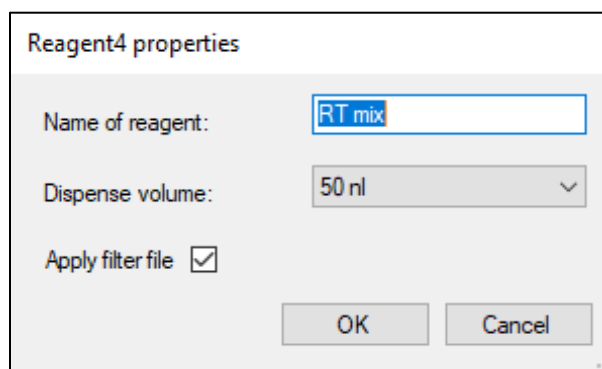 Reagent4 properties
Name of reagent: RT mix
Dispense volume: 50 nl
Apply filter file
OK Cancel